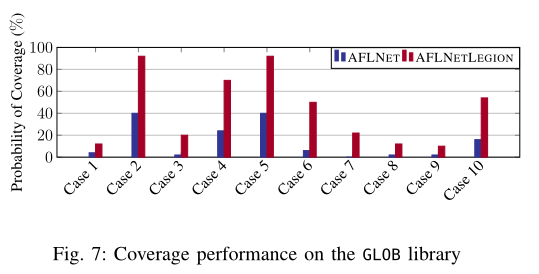 Probability of Coverage (%)
100
80
60
40
20
0
AFLNET AFLNETLEGION
Case 1 Case 2 Case 3 Case 4 Case 5 Case 6 Case 7 Case 8 Case 9 Case 10
Fig. 7: Coverage performance on the GLOB library